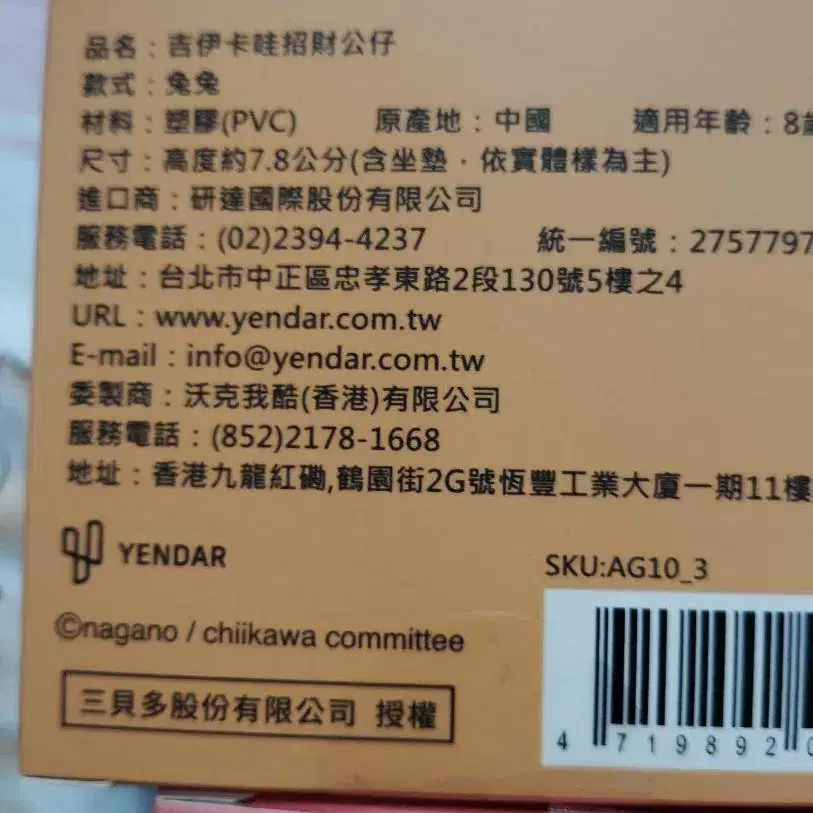 品名：吉伊卡哇招財公仔
款式：兔兔
材料：塑膠(PVC) 原產地：中國 適用年齡：8歲
尺寸：高度約7.8公分(含坐墊，依實體樣為主)
進口商：研達國際股份有限公司
服務電話：(02)2394-4237 統一編號：2757797
地址：台北市中正區忠孝東路2段130號5樓之4
URL：www.yendar.com.tw
E-mail：info@yendar.com.tw
委製商：沃克我酷(香港)有限公司
服務電話：(852)2178-1668
地址：香港九龍紅磡,鶴園街2G號恆豐工業大廈一期11樓
YENDAR
SKU:AG10_3
©nagano / chiikawa committee
三貝多股份有限公司 授權
4 719892